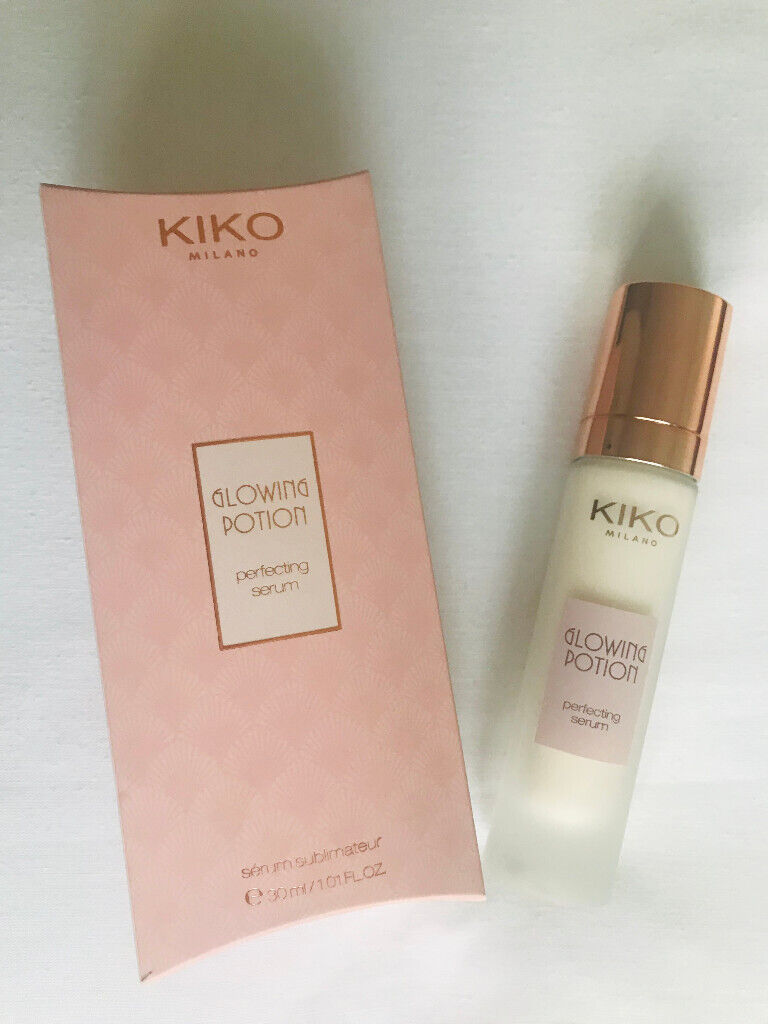 KIKO
MILANO
GLOWING
POTION
perfecting
serum
sérum sublimateur
℮ 30 ml / 1.01 FL.OZ.
KIKO
MILANO
GLOWING
POTION
perfecting
serum